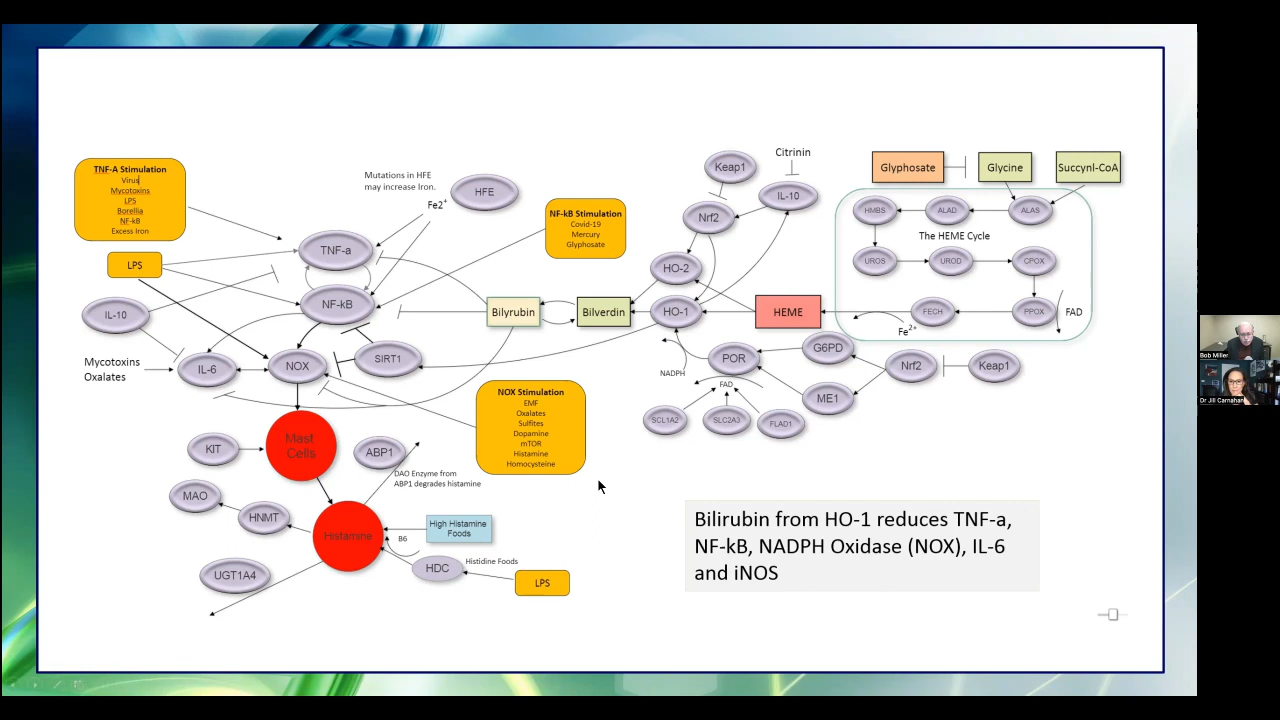 TNF-A Stimulation
Virus
Mycotoxins
LPS
Borellia
NF-kB
Excess Iron
LPS
IL-10
Mycotoxins
Oxalates
TNF-a
NF-kB
IL-6
NOX
SIRT1
Mutations in HFE
may increase Iron.
Fe2+
HFE
NF-kB Stimulation
Covid-19
Mercury
Glyphosate
Bilyrubin
Bilverdin
Keap1
Citrinin
IL-10
Nrf2
HO-2
HO-1
HEME
NADPH
POR
FAD
SCL1A2
SLC2A3
FLAD1
G6PD
ME1
Nrf2
Keap1
Glyphosate
Glycine
Succynl-CoA
HMBS
ALAD
ALAS
The HEME Cycle
UROS
UROD
CPOX
FECH
PPOX
FAD
Fe2+
NOX Stimulation
EMF
Oxalates
Sulfites
Dopamine
mTOR
Histamine
Homocysteine
KIT
Mast
Cells
ABP1
DAO Enzyme from
ABP1 degrades histamine
MAO
HNMT
Histamine
High Histamine
Foods
B6
HDC
Histidine Foods
LPS
UGT1A4
Bilirubin from HO-1 reduces TNF-a,
NF-kB, NADPH Oxidase (NOX), IL-6
and iNOS
Bob Miller
Dr Jill Carnahan